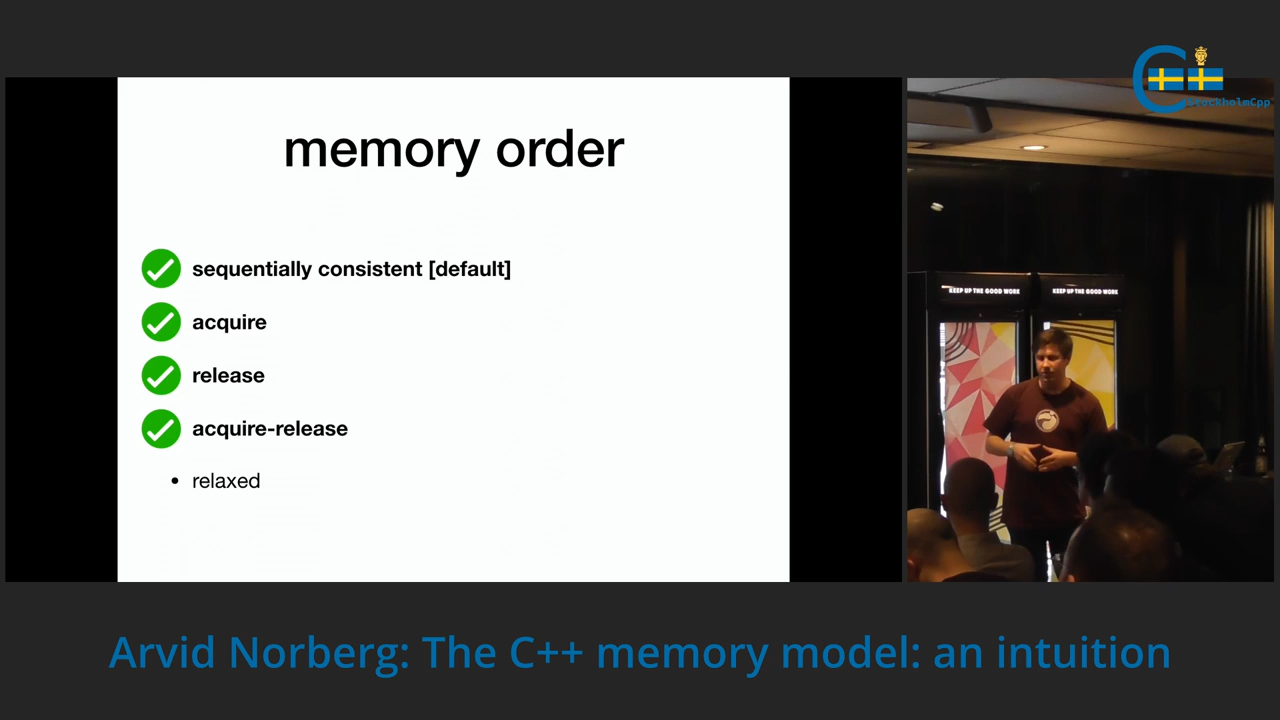 StockholmCpp
memory order
sequentially consistent [default]
acquire
release
acquire-release
• relaxed
KEEP UP THE GOOD WORK
KEEP UP THE GOOD WORK
Arvid Norberg: The C++ memory model: an intuition